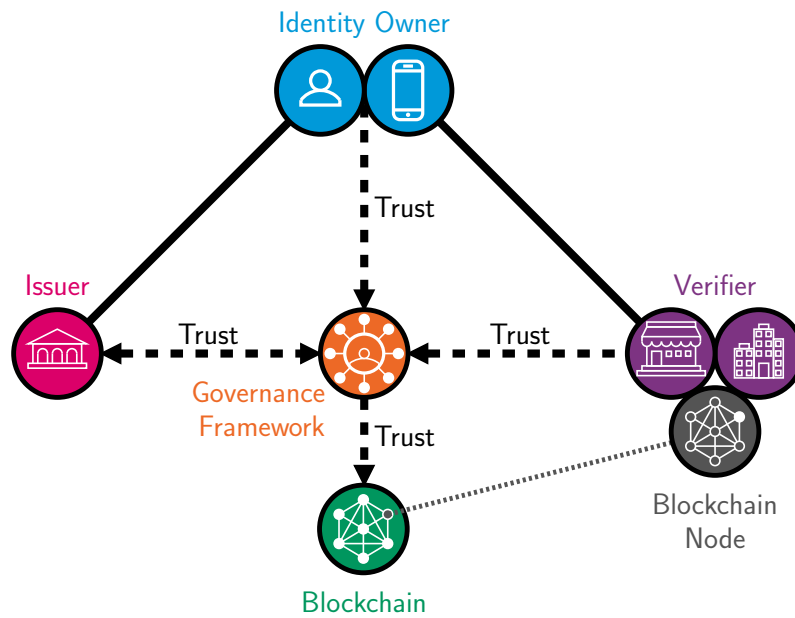 Identity Owner
Trust
Issuer
Verifier
Trust
Trust
Governance
Framework
Trust
Blockchain
Node
Blockchain